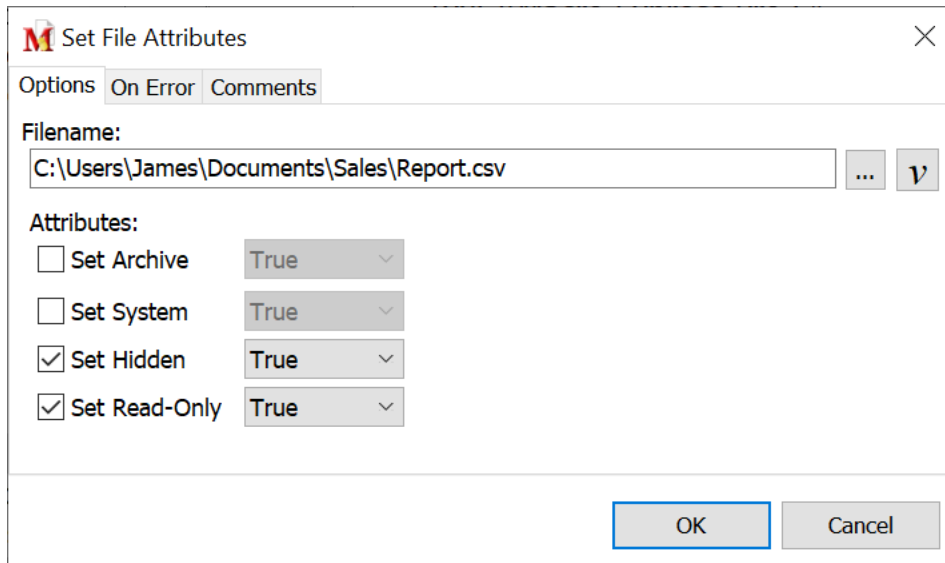 Set File Attributes
Options On Error Comments
Filename:
C:\Users\James\Documents\Sales\Report.csv ... v
Attributes:
Set Archive True
Set System True
Set Hidden True
Set Read-Only True
OK Cancel